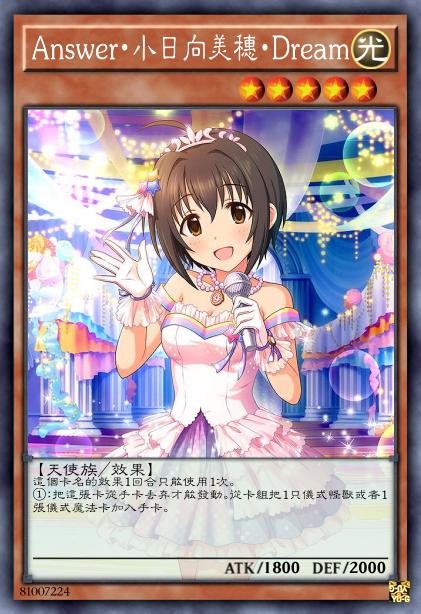 Answer・小日向美穗・Dream
光
【天使族／效果】
這個卡名的效果1回合只能使用1次。
①:把這張卡從手卡丟弃才能發動。從卡組把1只儀式怪獸或者1
張儀式魔法卡加入手卡。
ATK/1800 DEF/2000
81007224